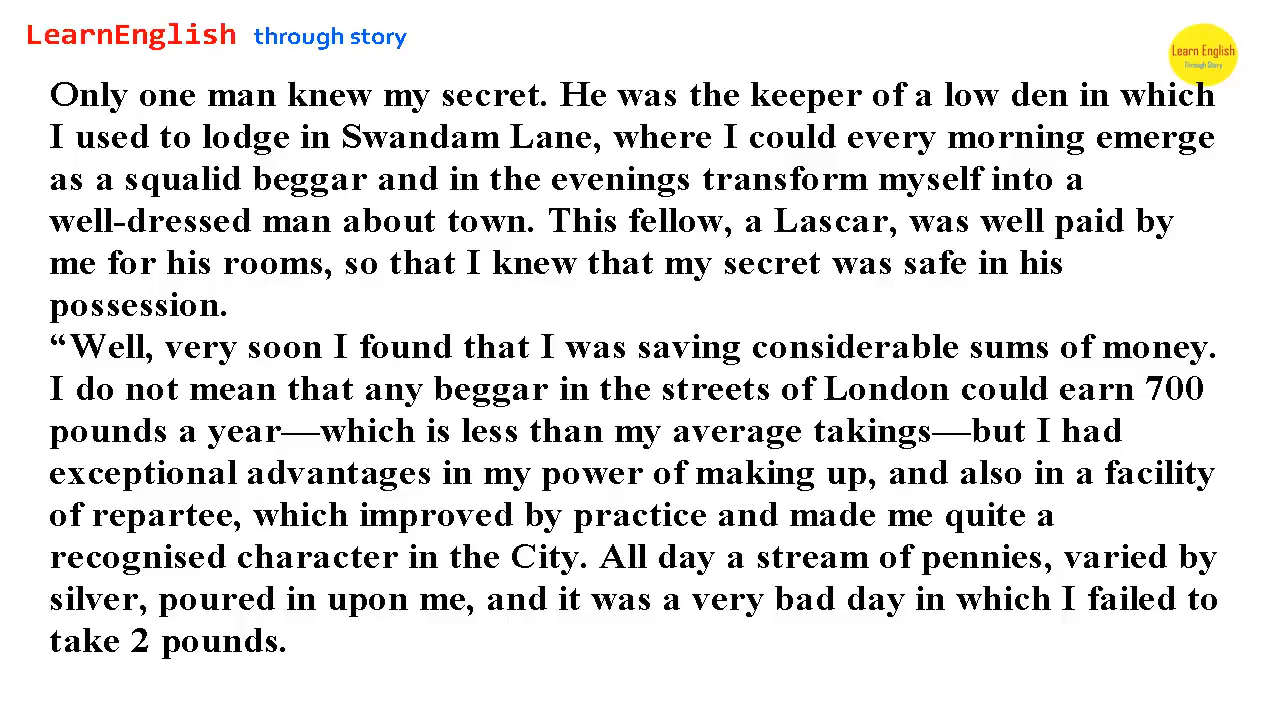 LearnEnglish through story
Learn English
Through Story
Only one man knew my secret. He was the keeper of a low den in which
I used to lodge in Swandam Lane, where I could every morning emerge
as a squalid beggar and in the evenings transform myself into a
well-dressed man about town. This fellow, a Lascar, was well paid by
me for his rooms, so that I knew that my secret was safe in his
possession.
“Well, very soon I found that I was saving considerable sums of money.
I do not mean that any beggar in the streets of London could earn 700
pounds a year—which is less than my average takings—but I had
exceptional advantages in my power of making up, and also in a facility
of repartee, which improved by practice and made me quite a
recognised character in the City. All day a stream of pennies, varied by
silver, poured in upon me, and it was a very bad day in which I failed to
take 2 pounds.